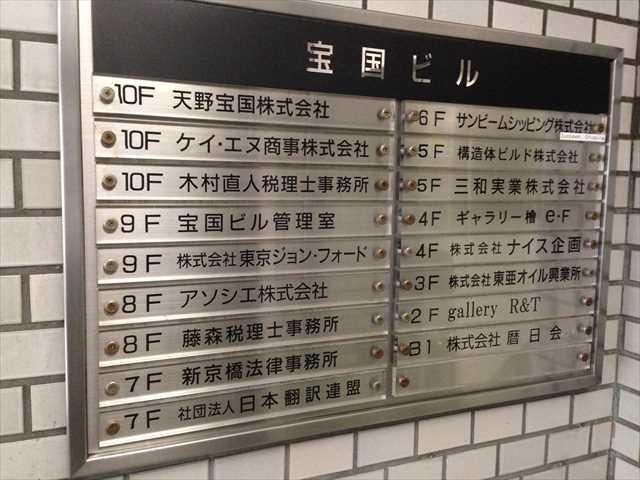 宝国ビル
10F 天野宝国株式会社
10F ケイ・エヌ商事株式会社
10F 木村直人税理士事務所
9F 宝国ビル管理室
9F 株式会社東京ジョン・フォード
8F アソシエ株式会社
8F 藤森税理士事務所
7F 新京橋法律事務所
7F 社団法人日本翻訳連盟
6F サンビームシッピング株式会社
5F 構造体ビルド株式会社
5F 三和実業株式会社
4F ギャラリー檜 e・F
4F 株式会社ナイス企画
3F 株式会社東亜オイル興業所
2F gallery R&T
B1 株式会社 暦日会